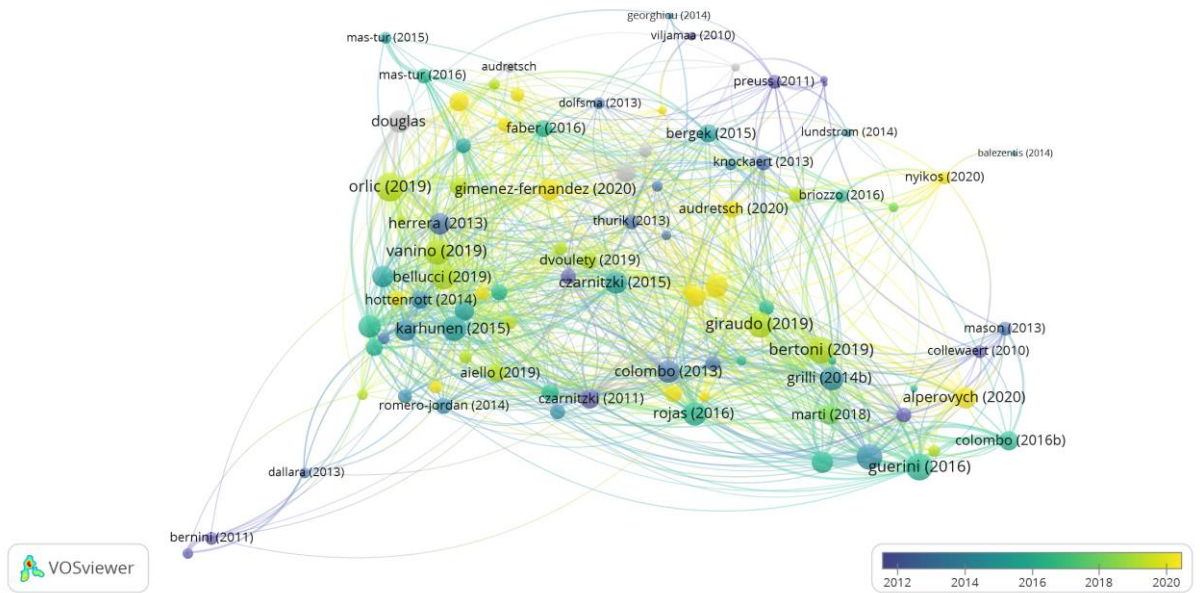 georghiou (2014)
viljamaa (2010)
mas-tur (2015)
audretsch
mas-tur (2016)
preuss (2011)
dolfsma (2013)
douglas
faber (2016)
bergek (2015)
lundstrom (2014)
balezentis (2014)
knockaert (2013)
nyikos (2020)
orlic (2019)
gimenez-fernandez (2020)
briozzo (2016)
audretsch (2020)
herrera (2013)
thurik (2013)
vanino (2019)
dvoulety (2019)
bellucci (2019)
czarnitzki (2015)
hottenrott (2014)
giraudo (2019)
karhunen (2015)
mason (2013)
bertoni (2019)
collewaert (2010)
aiello (2019)
colombo (2013)
grilli (2014b)
czarnitzki (2011)
alperovych (2020)
romero-jordan (2014)
rojas (2016)
marti (2018)
colombo (2016b)
guerini (2016)
dallara (2013)
bernini (2011)
VOSviewer
2012 2014 2016 2018 2020